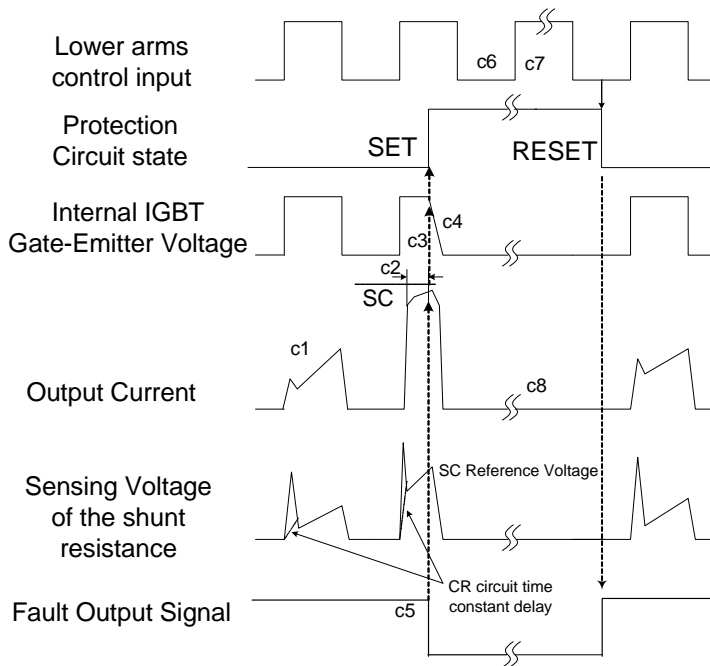 Lower arms
control input
c6
c7
Protection
Circuit state
SET
RESET
Internal IGBT
Gate-Emitter Voltage
c4
c3
c2
SC
c1
Output Current
c8
SC Reference Voltage
Sensing Voltage
of the shunt
resistance
CR circuit time
constant delay
Fault Output Signal
c5